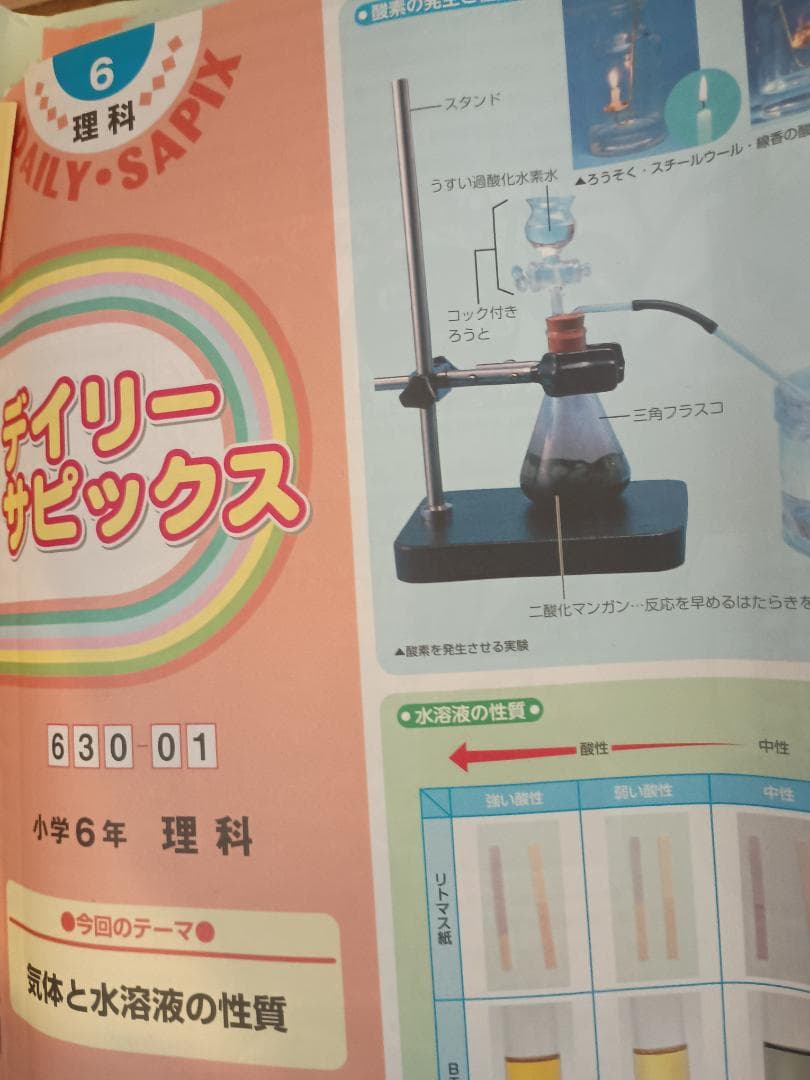 6
理科
DAILY・SAPIX
デイリー
サピックス
630-01
小学6年 理科
●今回のテーマ●
気体と水溶液の性質
酸素の発生と
▲ろうそく・スチールウール・線香の酸
スタンド
うすい過酸化水素水
コック付き
ろうと
三角フラスコ
二酸化マンガン…反応を早めるはたらきを
▲酸素を発生させる実験
●水溶液の性質●
酸性 中性
強い酸性 弱い酸性 中性
リトマス紙
B